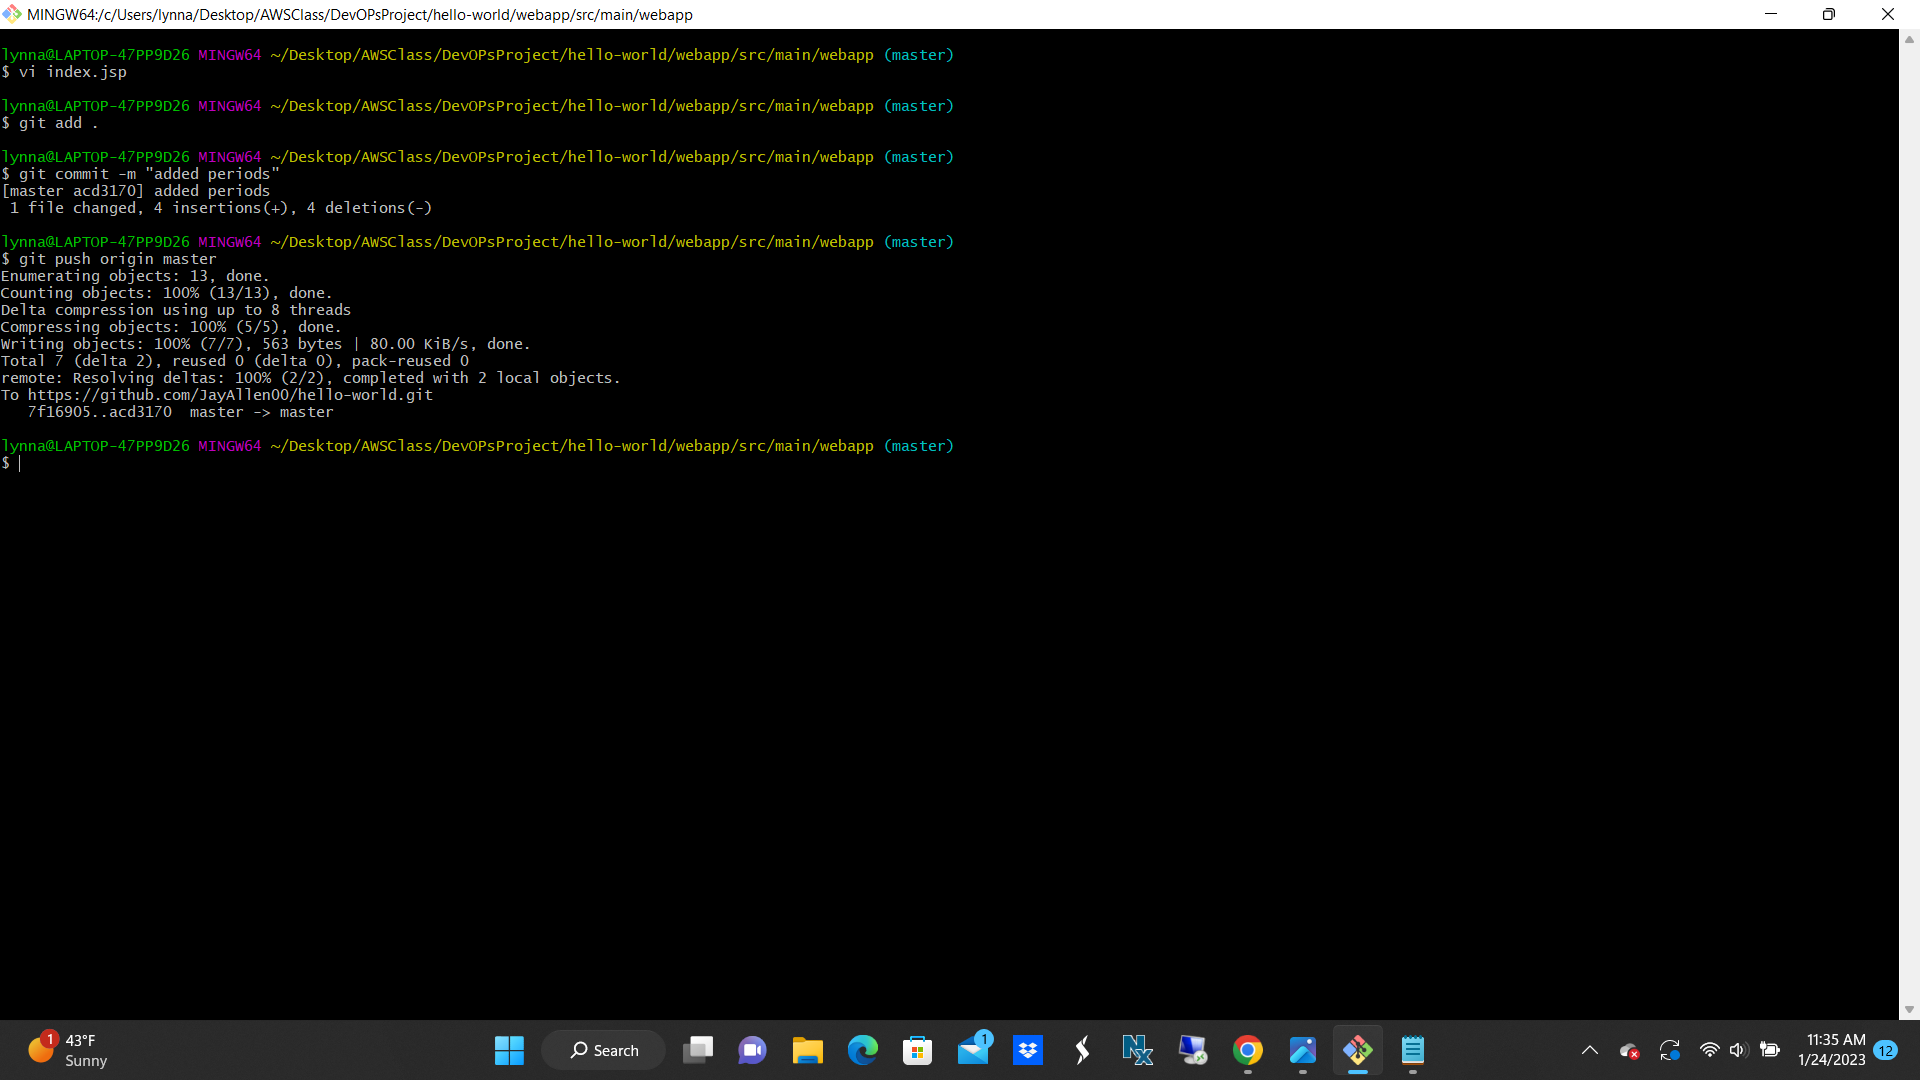 MINGW64:/c/Users/lynna/Desktop/AWSClass/DevOPsProject/hello-world/webapp/src/main/webapp
lynna@LAPTOP-47PP9D26 MINGW64 ~/Desktop/AWSClass/DevOPsProject/hello-world/webapp/src/main/webapp (master)
$ vi index.jsp
lynna@LAPTOP-47PP9D26 MINGW64 ~/Desktop/AWSClass/DevOPsProject/hello-world/webapp/src/main/webapp (master)
$ git add .
lynna@LAPTOP-47PP9D26 MINGW64 ~/Desktop/AWSClass/DevOPsProject/hello-world/webapp/src/main/webapp (master)
$ git commit -m "added periods"
[master acd3170] added periods
 1 file changed, 4 insertions(+), 4 deletions(-)
lynna@LAPTOP-47PP9D26 MINGW64 ~/Desktop/AWSClass/DevOPsProject/hello-world/webapp/src/main/webapp (master)
$ git push origin master
Enumerating objects: 13, done.
Counting objects: 100% (13/13), done.
Delta compression using up to 8 threads
Compressing objects: 100% (5/5), done.
Writing objects: 100% (7/7), 563 bytes | 80.00 KiB/s, done.
Total 7 (delta 2), reused 0 (delta 0), pack-reused 0
remote: Resolving deltas: 100% (2/2), completed with 2 local objects.
To https://github.com/JayAllen00/hello-world.git
   7f16905..acd3170  master -> master
lynna@LAPTOP-47PP9D26 MINGW64 ~/Desktop/AWSClass/DevOPsProject/hello-world/webapp/src/main/webapp (master)
$
1
43°F
Sunny
Search
1
Nx
11:35 AM
1/24/2023
12